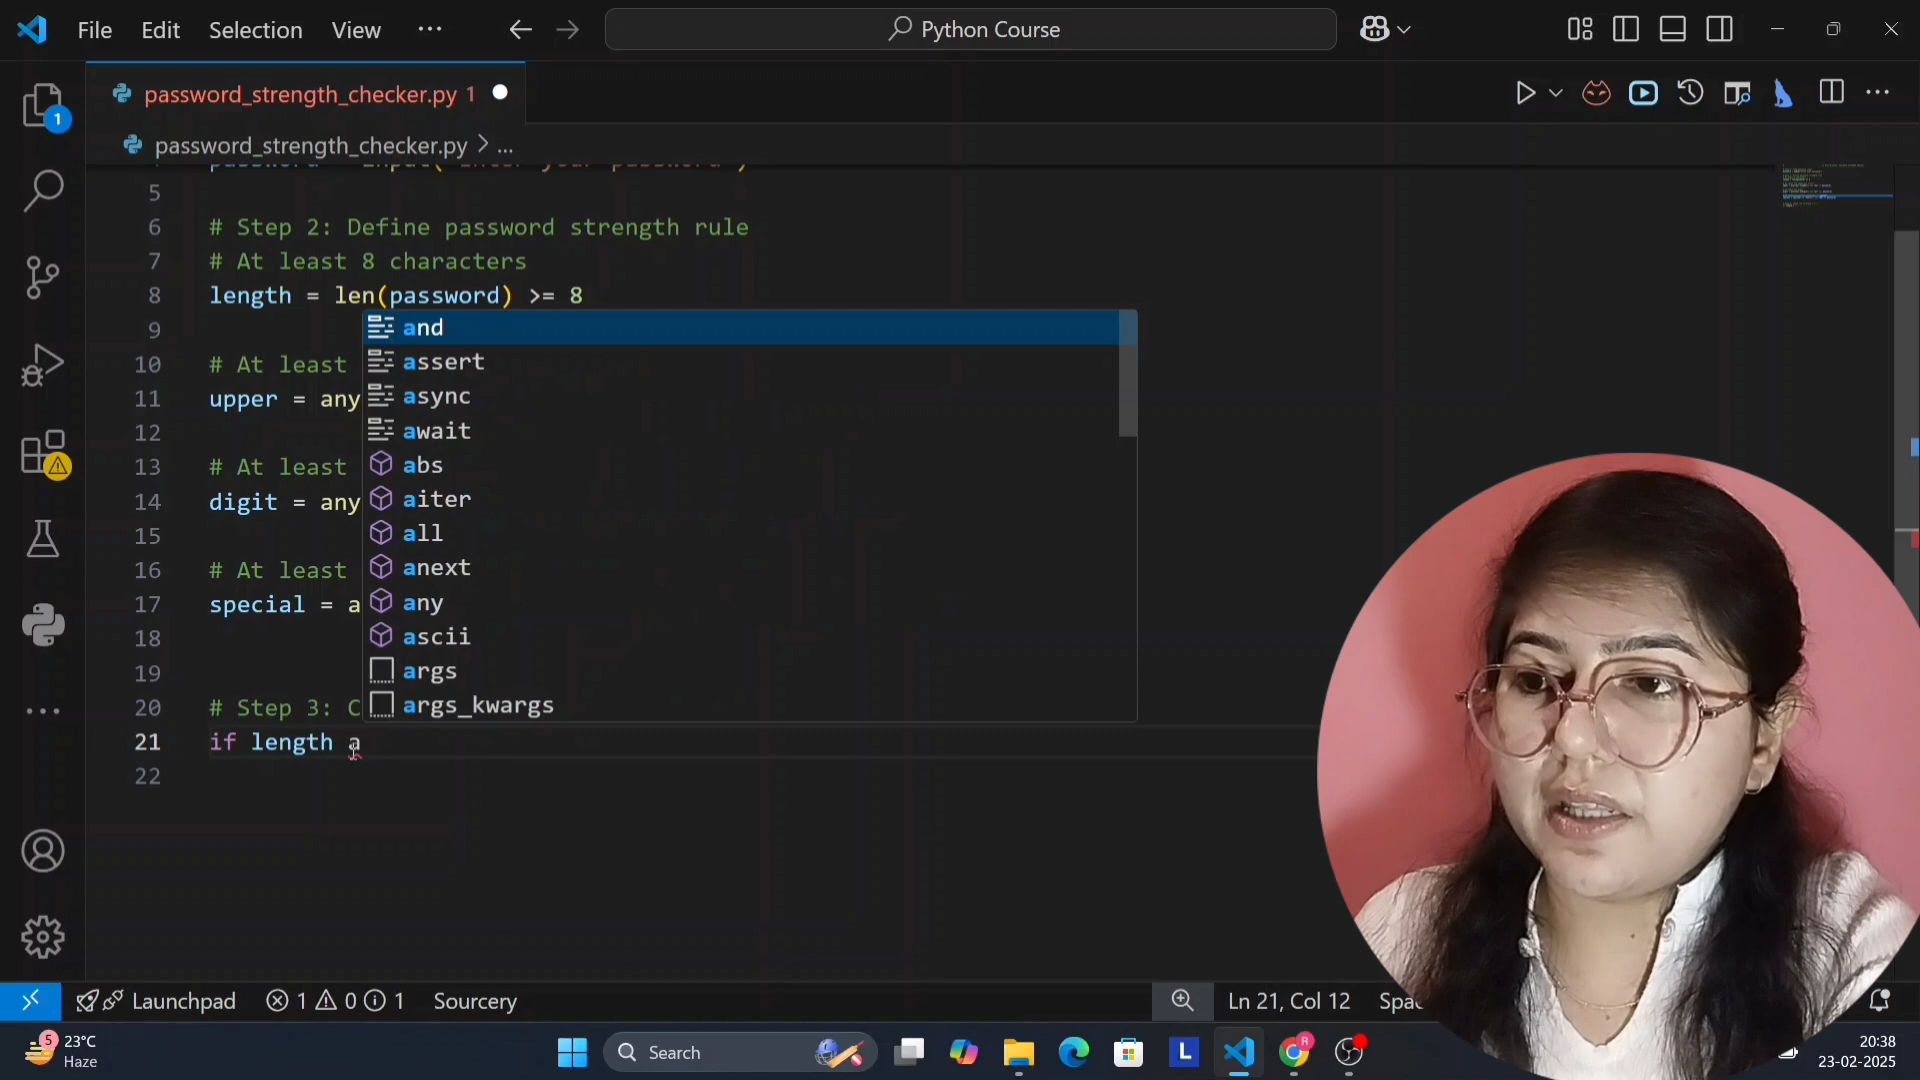 File Edit Selection View ... Python Course
password_strength_checker.py 1
password_strength_checker.py > ...
5
6 # Step 2: Define password strength rule
7 # At least 8 characters
8 length = len(password) >= 8
9
10 # At least
11 upper = any
12
13 # At least
14 digit = any
15
16 # At least
17 special = a
18
19
20 # Step 3: C
21 if length a
22
and
assert
async
await
abs
aiter
all
anext
any
ascii
args
args_kwargs
1
Launchpad 1 0 1 Sourcery Ln 21, Col 12 Spac
5 23°C
Haze
Search
L
R
20:38
23-02-2025